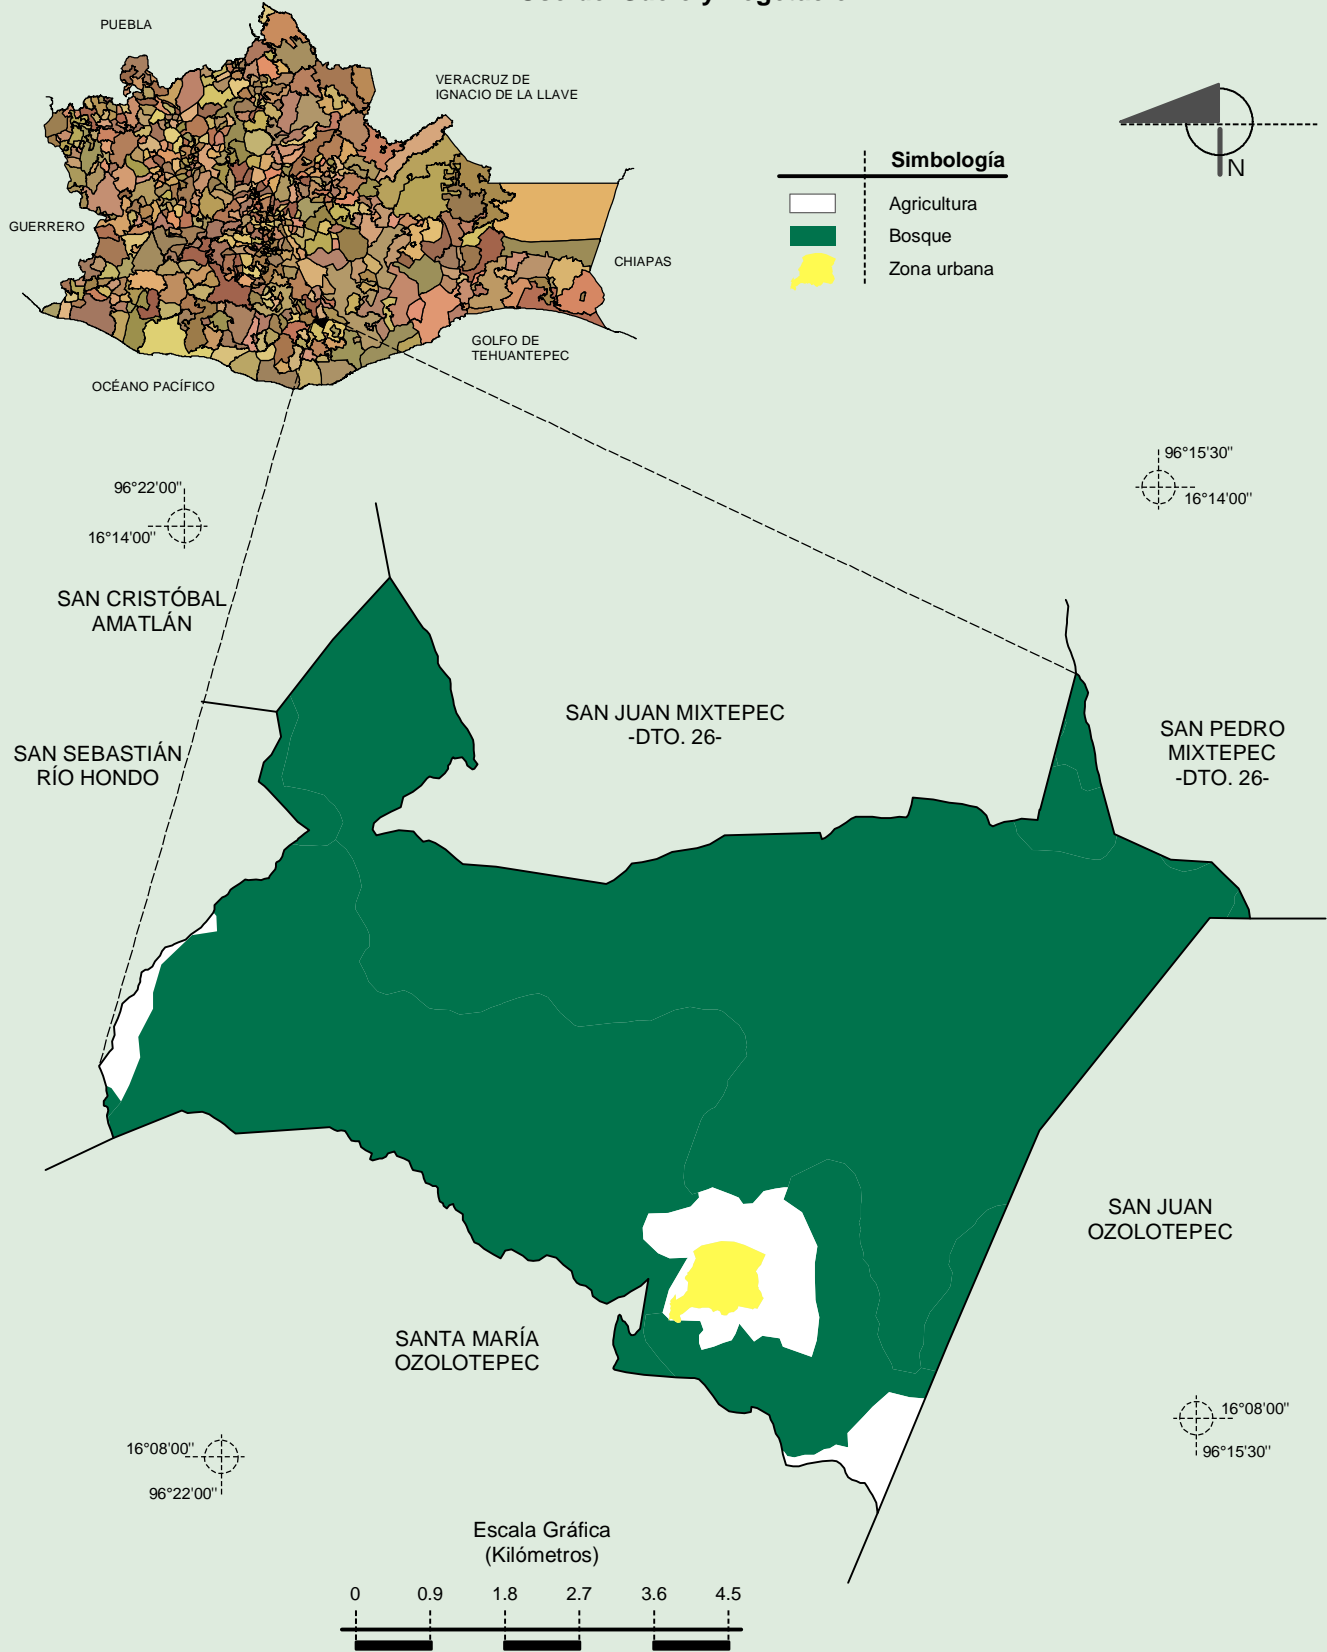 PUEBLA
VERACRUZ DE
IGNACIO DE LA LLAVE
GUERRERO
CHIAPAS
GOLFO DE
TEHUANTEPEC
OCÉANO PACÍFICO
N
Simbología
Agricultura
Bosque
Zona urbana
96°22'00"
16°14'00"
96°15'30"
16°14'00"
SAN CRISTÓBAL
AMATLÁN
SAN SEBASTIÁN
RÍO HONDO
SAN JUAN MIXTEPEC
-DTO. 26-
SAN PEDRO
MIXTEPEC
-DTO. 26-
SAN JUAN
OZOLOTEPEC
SANTA MARÍA
OZOLOTEPEC
16°08'00"
96°22'00"
16°08'00"
96°15'30"
Escala Gráfica
(Kilómetros)
0 0.9 1.8 2.7 3.6 4.5